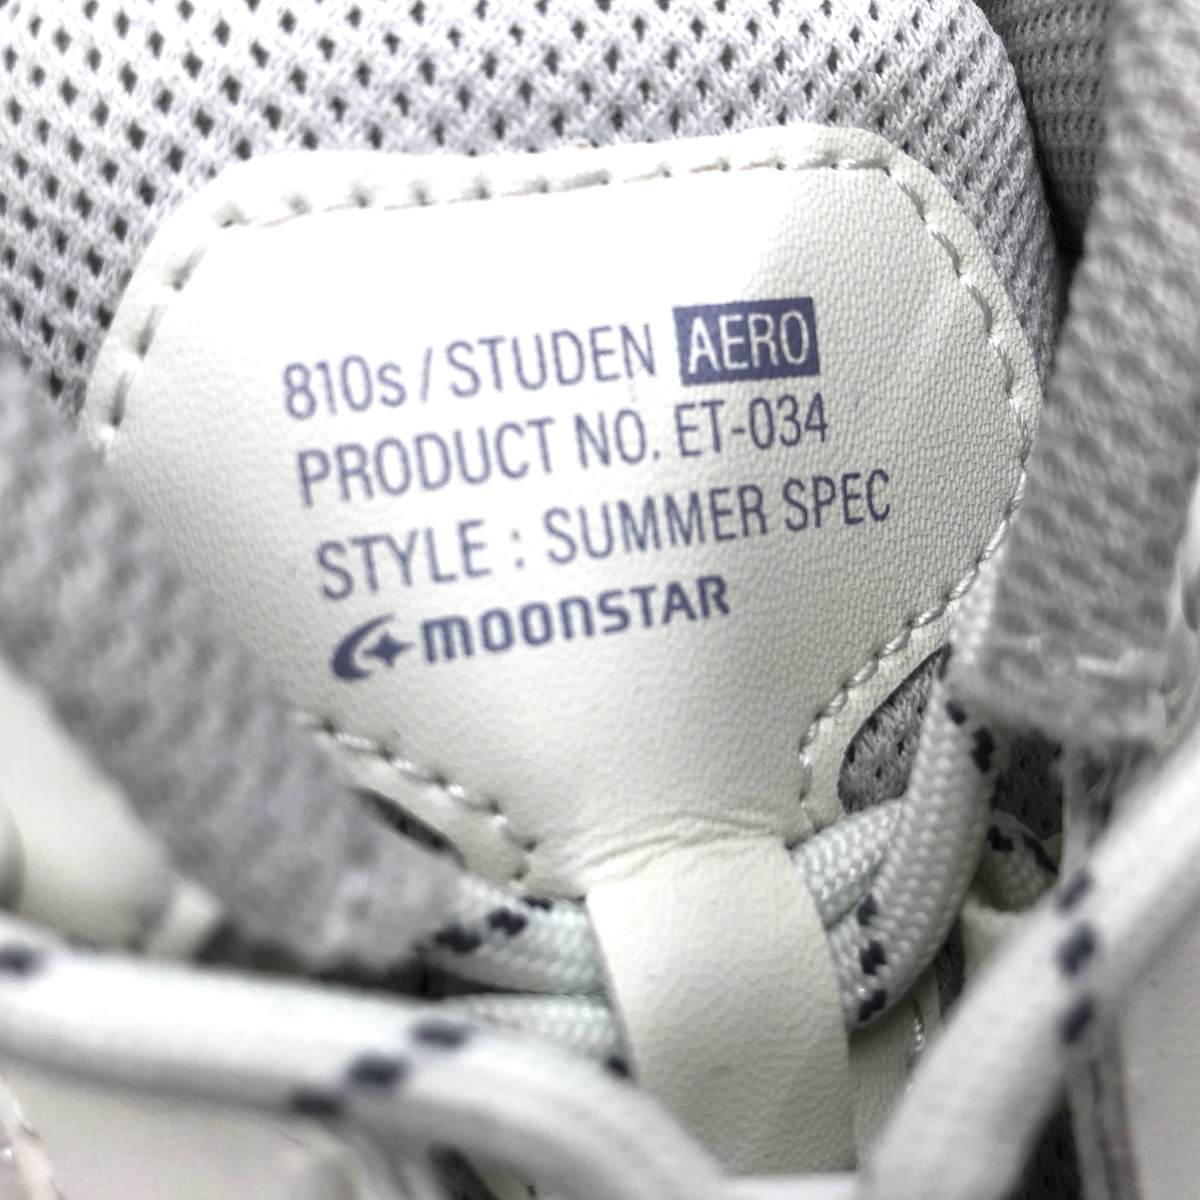 810s / STUDEN AERO
PRODUCT NO. ET-034
STYLE : SUMMER SPEC
MOONSTAR